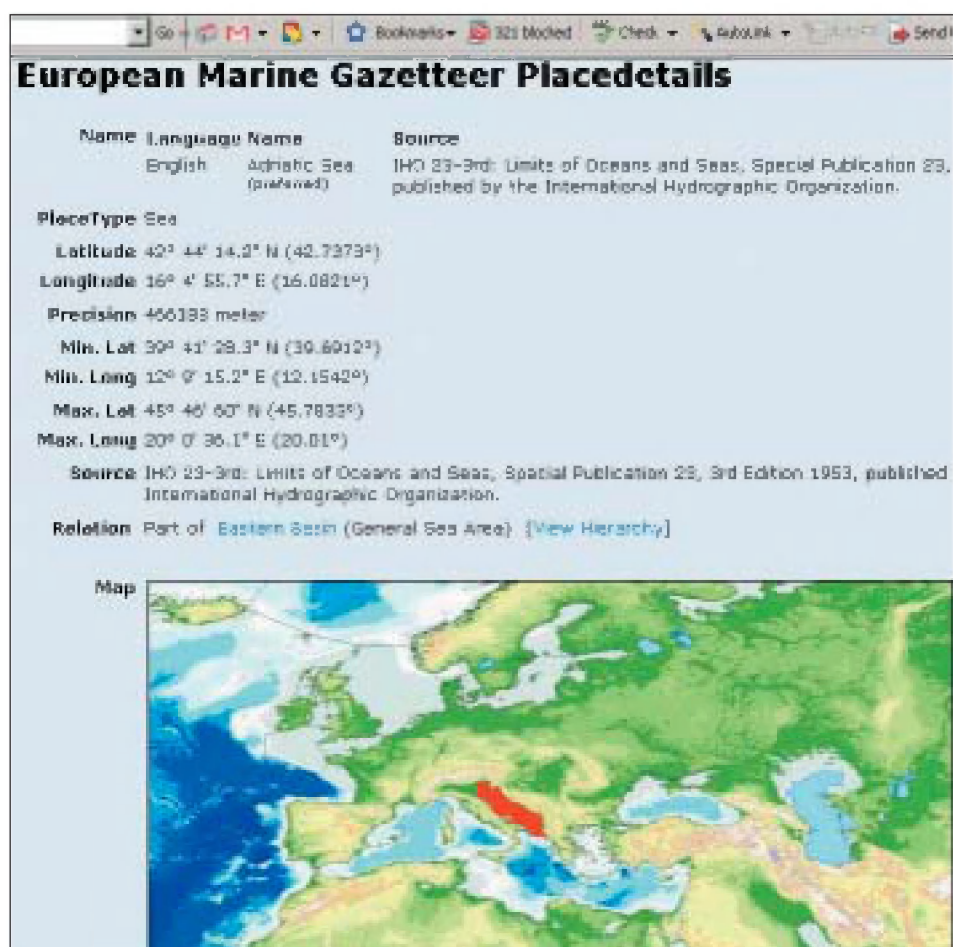 Go Bookmarks 321 blocked Check AutoLink Send
European Marine Gazetteer Placedetails
Name Language Name Source
English Adriatic Sea IHO 23-3rd: Limits of Oceans and Seas, Special Publication 23,
(preferred) published by the International Hydrographic Organization.
PlaceType Sea
Latitude 42° 44' 14.2" N (42.7373°)
Longitude 16° 4' 55.7" E (16.0821°)
Precision 466193 meter
Min. Lat 39° 41' 28.3" N (39.6912°)
Min. Long 12° 9' 15.2" E (12.1542°)
Max. Lat 45° 46' 60" N (45.7833°)
Max. Long 20° 0' 36.1" E (20.01°)
Source IHO 23-3rd: Limits of Oceans and Seas, Special Publication 23, 3rd Edition 1953, published
International Hydrographic Organization.
Relation Part of Eastern Basin (General Sea Area) [View Hierarchy]
Map